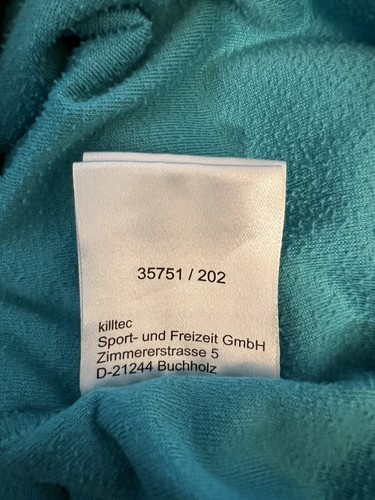 35751 / 202
killtec
Sport- und Freizeit GmbH
Zimmererstrasse 5
D-21244 Buchholz